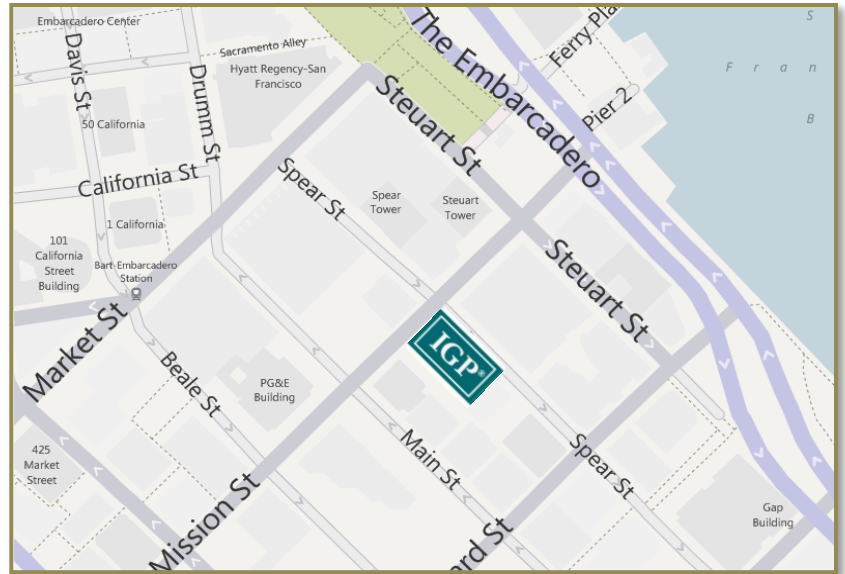 Embarcadero Center
Davis St
Sacramento Alley
Hyatt Regency-San
Francisco
The Embarcadero
Ferry Pla
S
F r a n
B
Drumm St
50 California
Steuart St
Pier 2
California St
Spear St
Spear
Tower
Steuart
Tower
1 California
101
California
Street
Building
Bart-Embarcadero
Station
Steuart St
Market St
IGP®
Beale St
PG&E
Building
Main St
Spear St
425
Market
Street
Mission St
ard St
Gap
Building